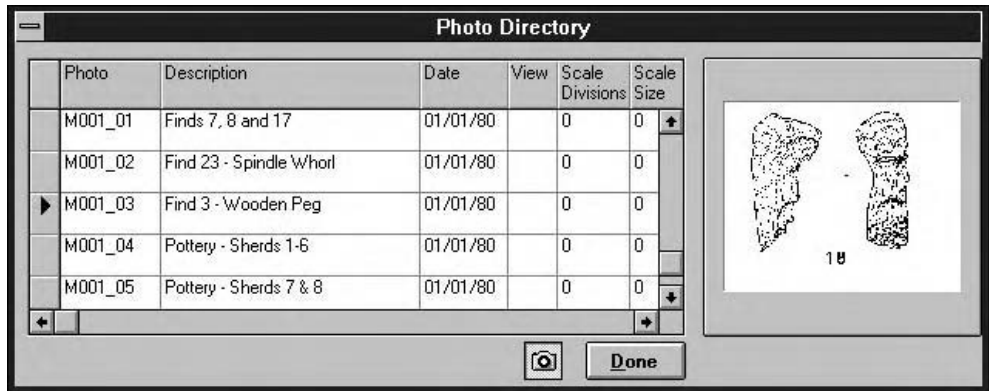 Photo Directory
Photo Description Date View Scale Divisions Scale Size
M001_01 Finds 7, 8 and 17 01/01/80 0 0
M001_02 Find 23 - Spindle Whorl 01/01/80 0 0
M001_03 Find 3 - Wooden Peg 01/01/80 0 0
M001_04 Pottery - Sherds 1-6 01/01/80 0 0
M001_05 Pottery - Sherds 7 & 8 01/01/80 0 0
Done